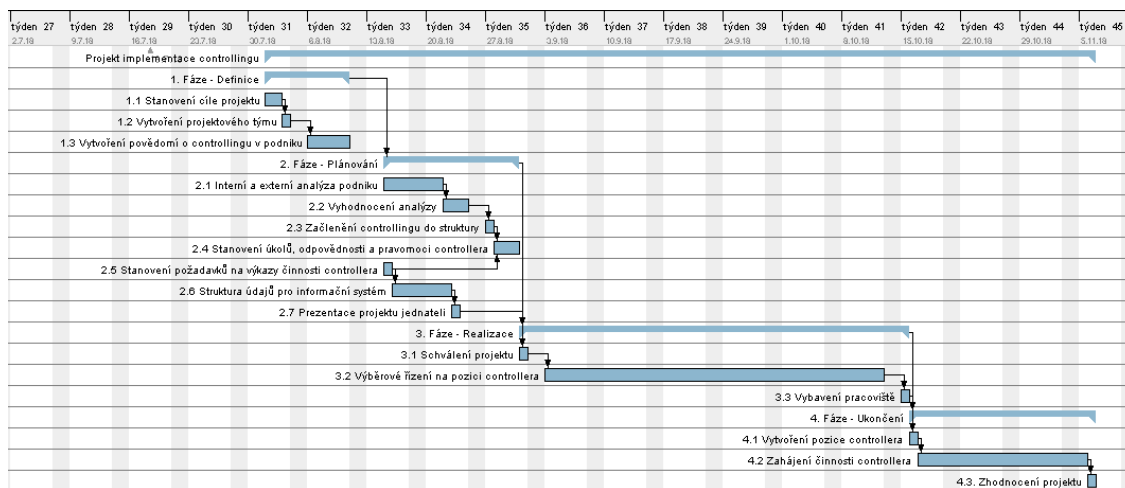 týden 27 týden 28 týden 29 týden 30 týden 31 týden 32 týden 33 týden 34 týden 35 týden 36 týden 37 týden 38 týden 39 týden 40 týden 41 týden 42 týden 43 týden 44 týden 45
2.7.18 9.7.18 16.7.18 23.7.18 30.7.18 6.8.18 13.8.18 20.8.18 27.8.18 3.9.18 10.9.18 17.9.18 24.9.18 1.10.18 8.10.18 15.10.18 22.10.18 29.10.18 5.11.18
Projekt implementace controllingu
1. Fáze - Definice
1.1 Stanovení cíle projektu
1.2 Vytvoření projektového týmu
1.3 Vytvoření povědomí o controllingu v podniku
2. Fáze - Plánování
2.1 Interní a externí analýza podniku
2.2 Vyhodnocení analýzy
2.3 Začlenění controllingu do struktury
2.4 Stanovení úkolů, odpovědnosti a pravomoci controllera
2.5 Stanovení požadavků na výkazy činnosti controllera
2.6 Struktura údajů pro informační systém
2.7 Prezentace projektu jednateli
3. Fáze - Realizace
3.1 Schválení projektu
3.2 Výběrové řízení na pozici controllera
3.3 Vybavení pracoviště
4. Fáze - Ukončení
4.1 Vytvoření pozice controllera
4.2 Zahájení činnosti controllera
4.3. Zhodnocení projektu